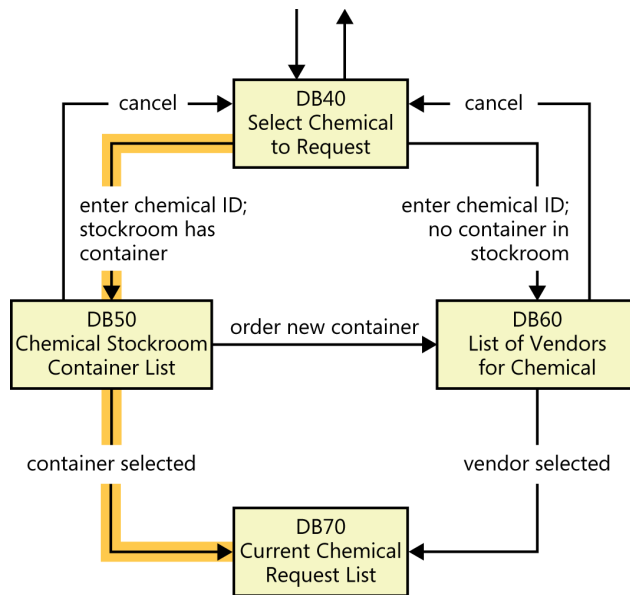 DB40
Select Chemical
to Request
cancel
cancel
enter chemical ID;
stockroom has
container
enter chemical ID;
no container in
stockroom
DB50
Chemical Stockroom
Container List
order new container
DB60
List of Vendors
for Chemical
container selected
vendor selected
DB70
Current Chemical
Request List